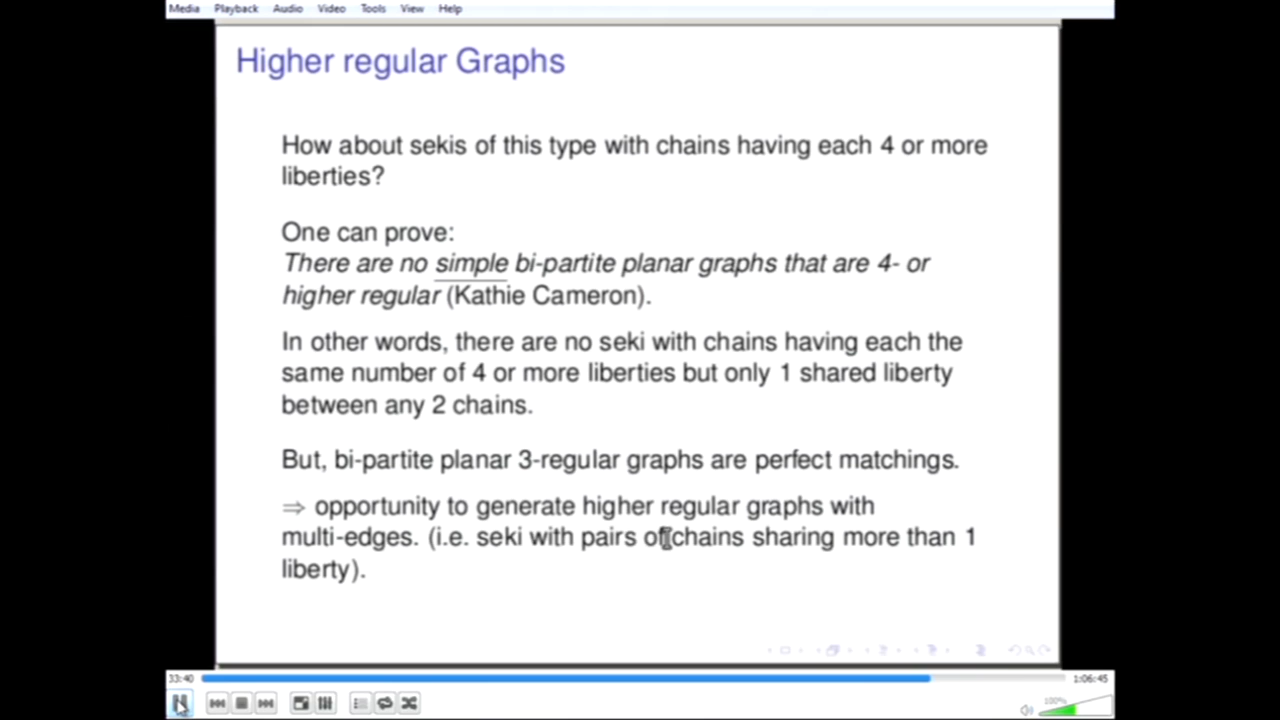 Media Playback Audio Video Tools View Help
Higher regular Graphs
How about sekis of this type with chains having each 4 or more
liberties?
One can prove:
There are no simple bi-partite planar graphs that are 4- or
higher regular (Kathie Cameron).
In other words, there are no seki with chains having each the
same number of 4 or more liberties but only 1 shared liberty
between any 2 chains.
But, bi-partite planar 3-regular graphs are perfect matchings.
⇒ opportunity to generate higher regular graphs with
multi-edges. (i.e. seki with pairs of chains sharing more than 1
liberty).
33:40 1:06:45
100%